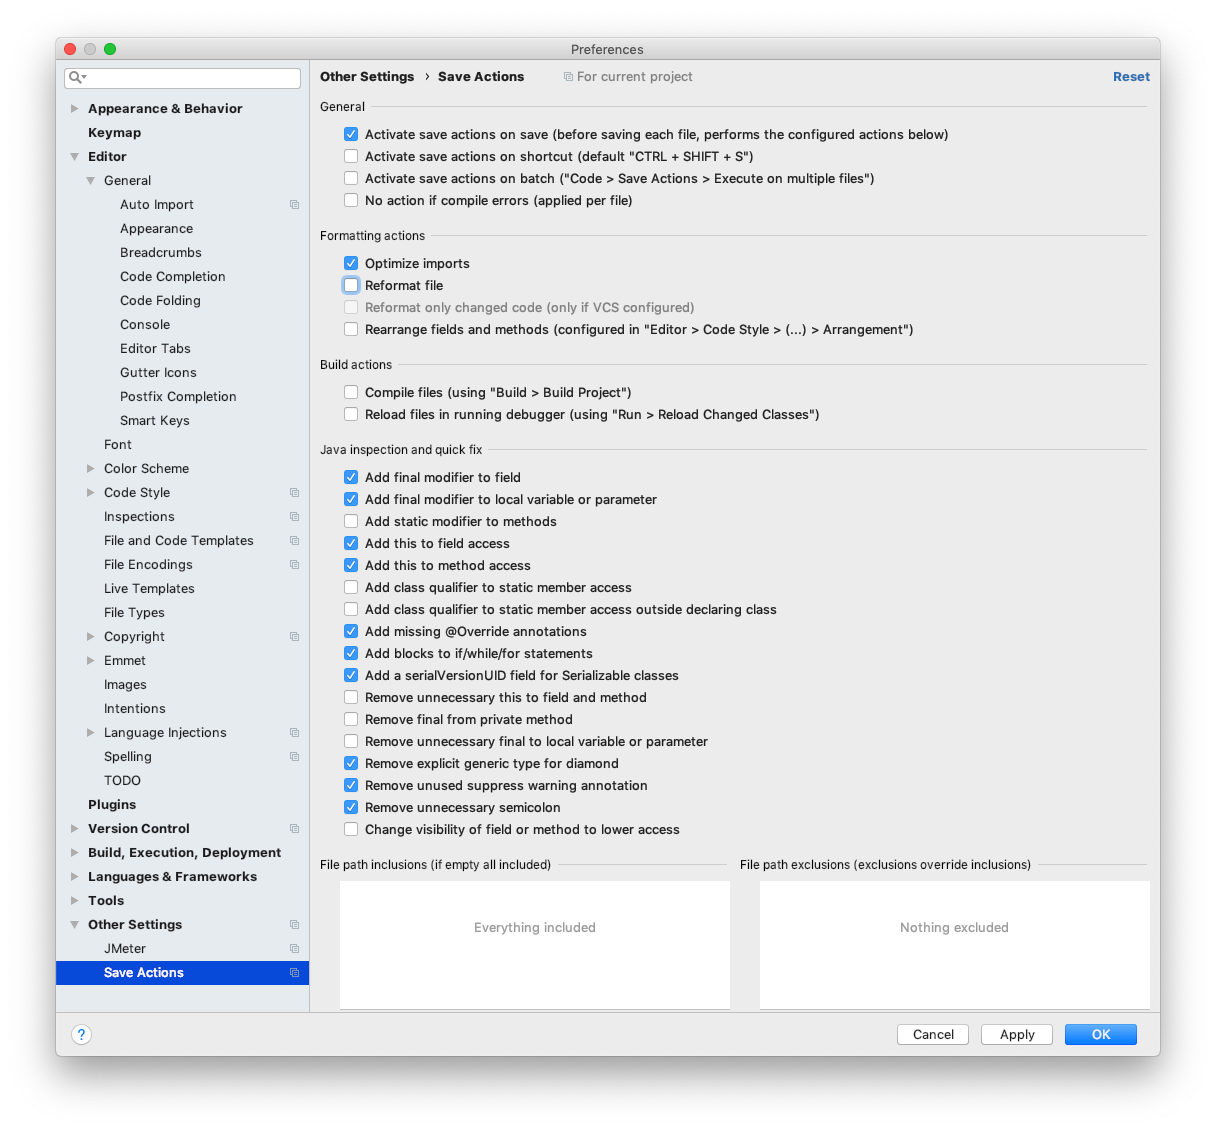 Preferences
Appearance & Behavior
Keymap
Editor
General
Auto Import
Appearance
Breadcrumbs
Code Completion
Code Folding
Console
Editor Tabs
Gutter Icons
Postfix Completion
Smart Keys
Font
Color Scheme
Code Style
Inspections
File and Code Templates
File Encodings
Live Templates
File Types
Copyright
Emmet
Images
Intentions
Language Injections
Spelling
TODO
Plugins
Version Control
Build, Execution, Deployment
Languages & Frameworks
Tools
Other Settings
JMeter
Save Actions
Other Settings › Save Actions For current project Reset
General
Activate save actions on save (before saving each file, performs the configured actions below)
Activate save actions on shortcut (default "CTRL + SHIFT + S")
Activate save actions on batch ("Code > Save Actions > Execute on multiple files")
No action if compile errors (applied per file)
Formatting actions
Optimize imports
Reformat file
Reformat only changed code (only if VCS configured)
Rearrange fields and methods (configured in "Editor > Code Style > (...) > Arrangement")
Build actions
Compile files (using "Build > Build Project")
Reload files in running debugger (using "Run > Reload Changed Classes")
Java inspection and quick fix
Add final modifier to field
Add final modifier to local variable or parameter
Add static modifier to methods
Add this to field access
Add this to method access
Add class qualifier to static member access
Add class qualifier to static member access outside declaring class
Add missing @Override annotations
Add blocks to if/while/for statements
Add a serialVersionUID field for Serializable classes
Remove unnecessary this to field and method
Remove final from private method
Remove unnecessary final to local variable or parameter
Remove explicit generic type for diamond
Remove unused suppress warning annotation
Remove unnecessary semicolon
Change visibility of field or method to lower access
File path inclusions (if empty all included)
Everything included
File path exclusions (exclusions override inclusions)
Nothing excluded
?
Cancel Apply OK